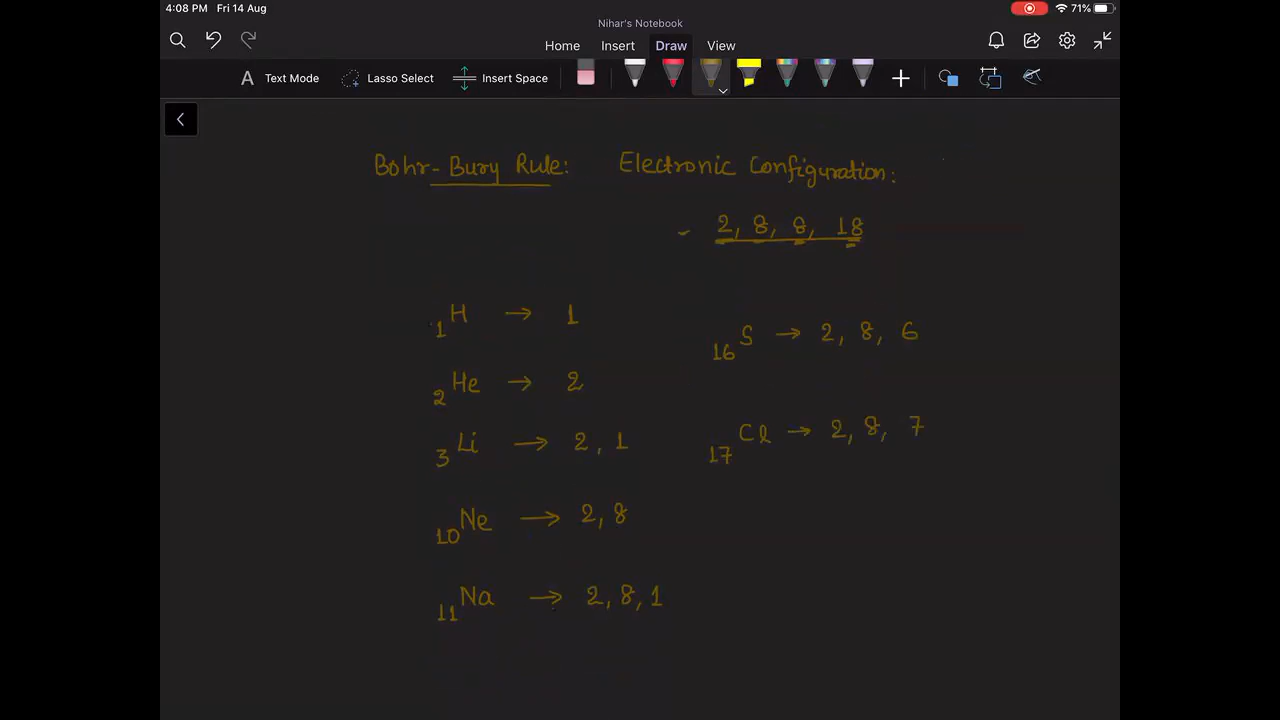 4:08 PM Fri 14 Aug
71%
Nihar's Notebook
Home Insert Draw View
A Text Mode Lasso Select Insert Space
Bohr-Bury Rule: Electronic Configuration:
- 2, 8, 8, 18
1H → 1
2He → 2
3Li → 2, 1
10Ne → 2, 8
11Na → 2, 8, 1
16S → 2, 8, 6
17Cl → 2, 8, 7